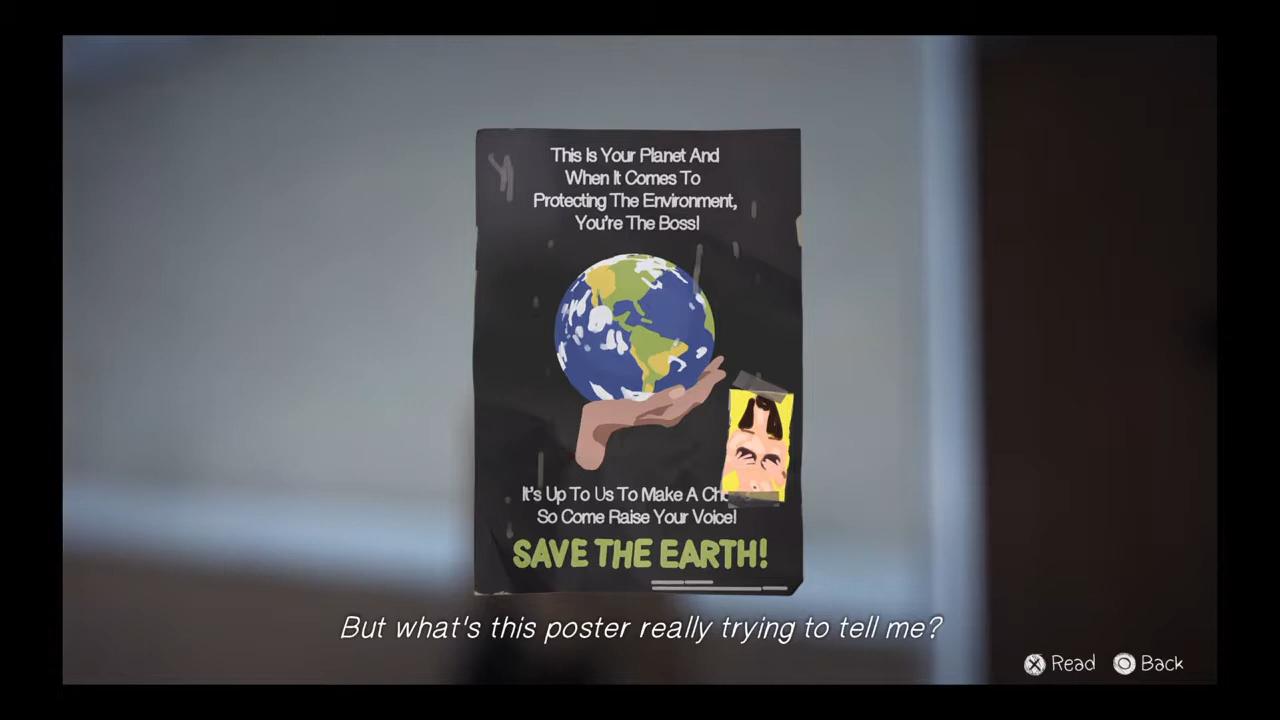 This Is Your Planet And
When It Comes To
Protecting The Environment,
You're The Boss!
It's Up To Us To Make A
So Come Raise Your Voice!
SAVE THE EARTH!
But what's this poster really trying to tell me?
Read
Back